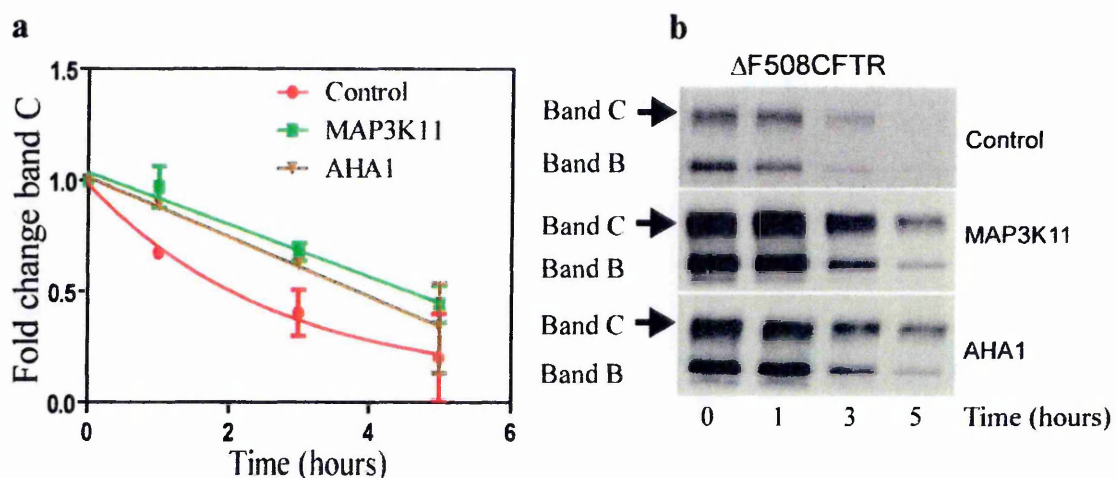 a
1.5
1.0
0.5
0.0
Fold change band C
Control
MAP3K11
AHA1
0 2 4 6
Time (hours)
b
ΔF508CFTR
Band C
Band B
Control
Band C
Band B
MAP3K11
Band C
Band B
AHA1
0 1 3 5 Time (hours)